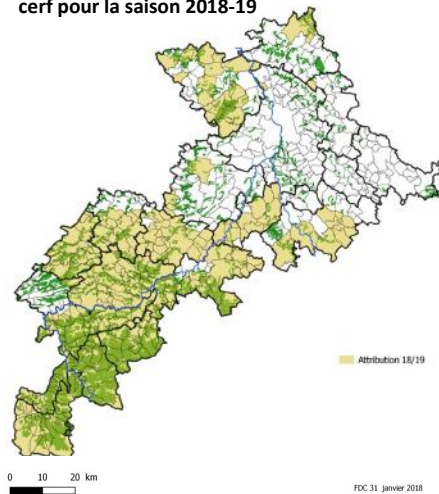 cerf pour la saison 2018-19
Attribution 18/19
0 10 20 km
FDC 31 janvier 2018